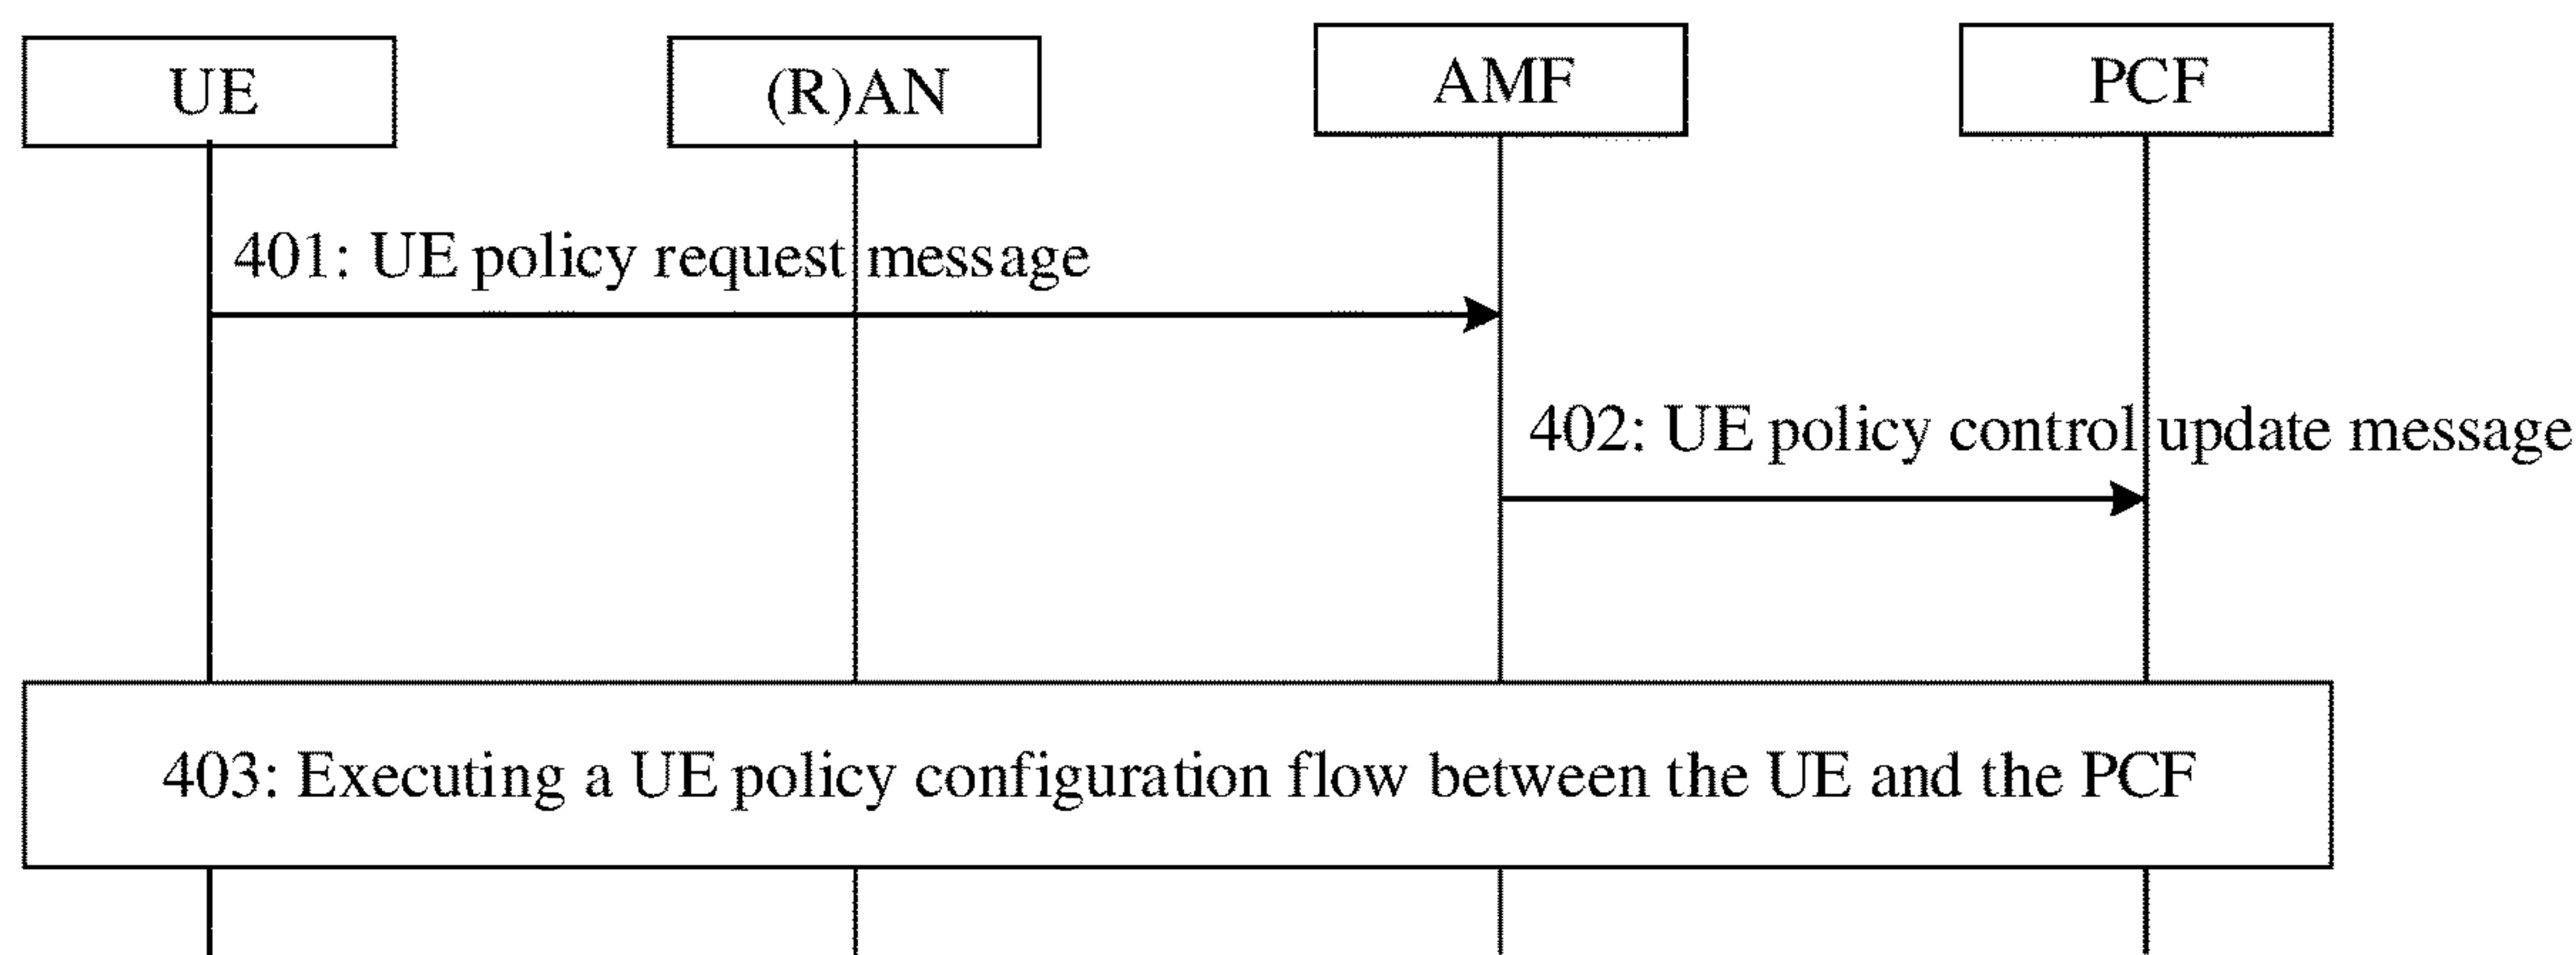 UE
(R)AN
AMF
PCF
401: UE policy request message
402: UE policy control update message
403: Executing a UE policy configuration flow between the UE and the PCF